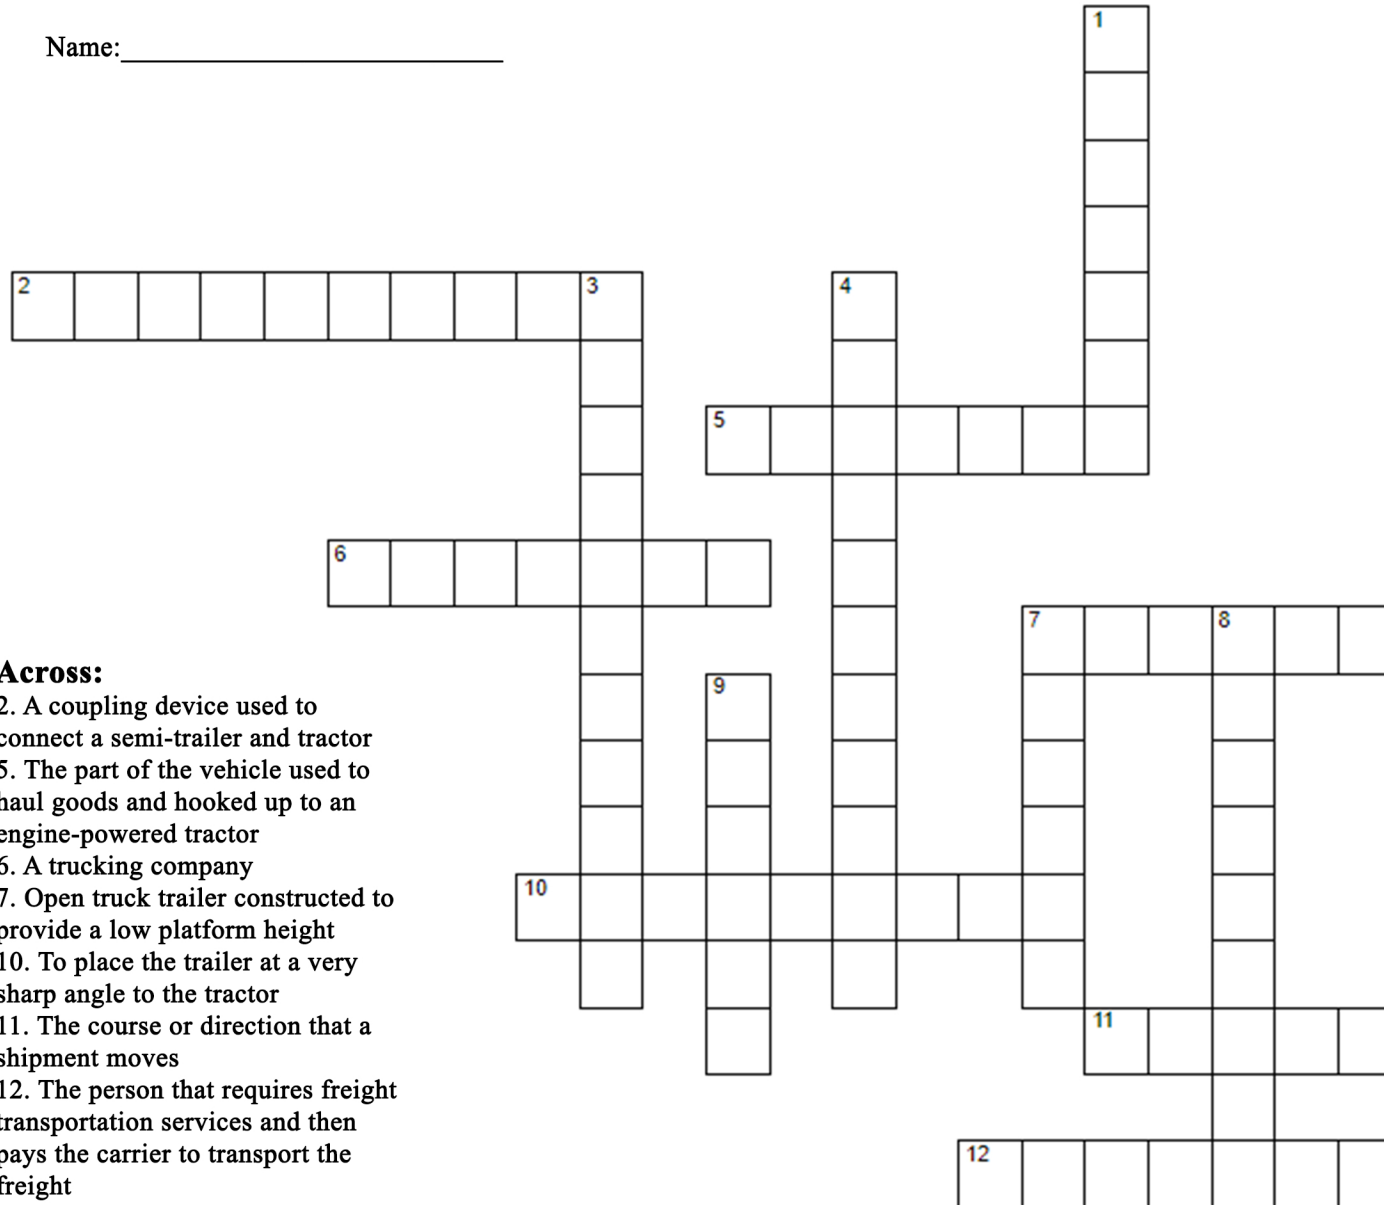 Name:
1
2
3
4
5
6
7
8
9
10
11
12
Across:
2. A coupling device used to
connect a semi-trailer and tractor
5. The part of the vehicle used to
haul goods and hooked up to an
engine-powered tractor
6. A trucking company
7. Open truck trailer constructed to
provide a low platform height
10. To place the trailer at a very
sharp angle to the tractor
11. The course or direction that a
shipment moves
12. The person that requires freight
transportation services and then
pays the carrier to transport the
freight